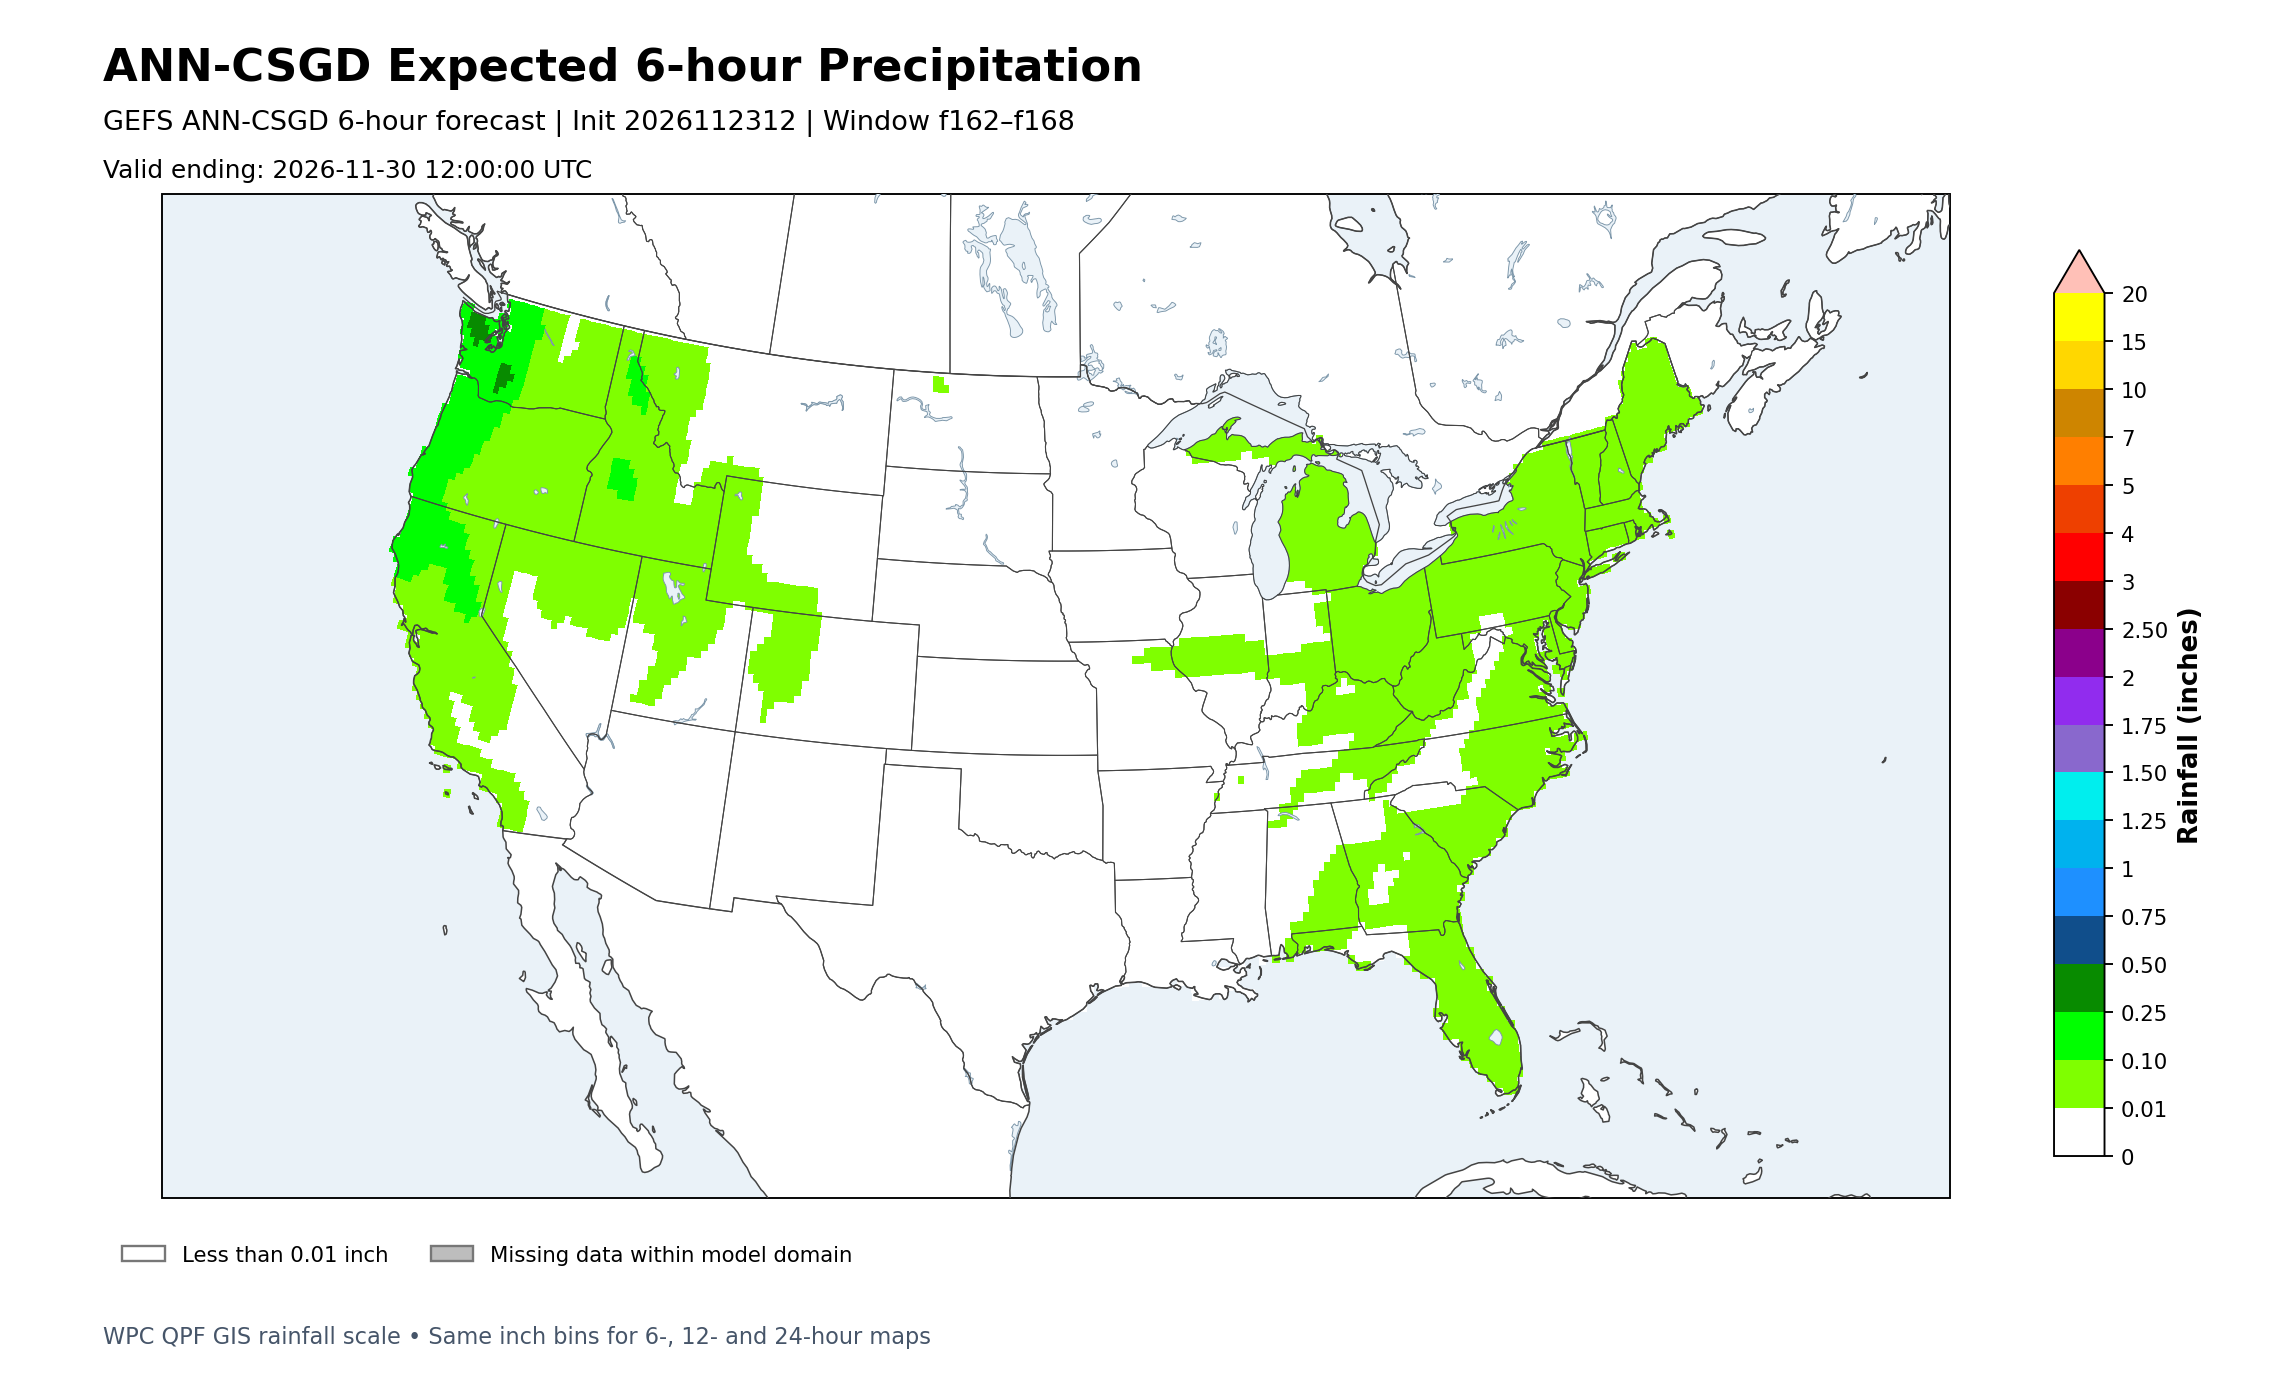 ANN-CSGD Expected 6-hour Precipitation
GEFS ANN-CSGD 6-hour forecast | Init 2026112312 | Window f162–f168
Valid ending: 2026-11-30 12:00:00 UTC
20
15
10
7
5
4
3
2.50
2
1.75
1.50
1.25
1
0.75
0.50
0.25
0.10
0.01
0
Rainfall (inches)
Less than 0.01 inch
Missing data within model domain
WPC QPF GIS rainfall scale • Same inch bins for 6-, 12- and 24-hour maps